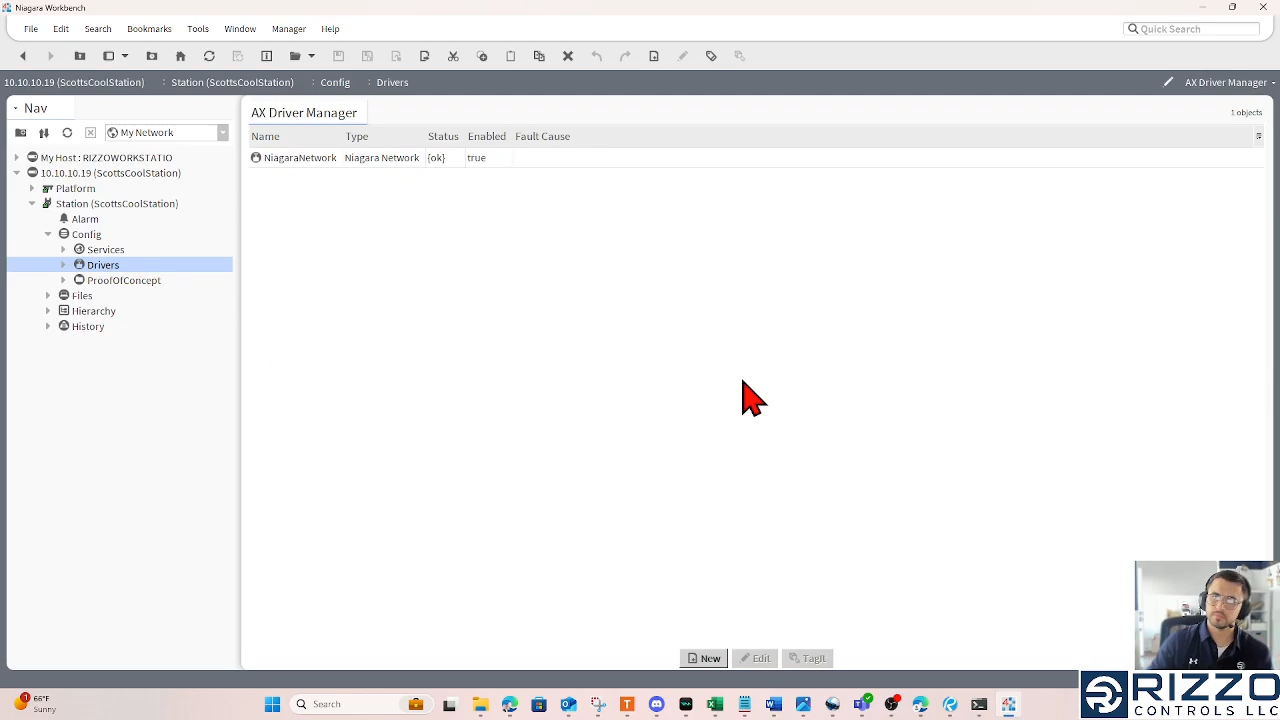 Niagara Workbench
File Edit Search Bookmarks Tools Window Manager Help
Quick Search
10.10.10.19 (ScottsCoolStation) : Station (ScottsCoolStation) : Config : Drivers
AX Driver Manager
Nav
My Network
My Host : RIZZOWORKSTATIO
10.10.10.19 (ScottsCoolStation)
Platform
Station (ScottsCoolStation)
Alarm
Config
Services
Drivers
ProofOfConcept
Files
Hierarchy
History
AX Driver Manager
1 objects
Name Type Status Enabled Fault Cause
NiagaraNetwork Niagara Network {ok} true
New Edit TagIt
66°F
Sunny
Search
RIZZO
CONTROLS LLC